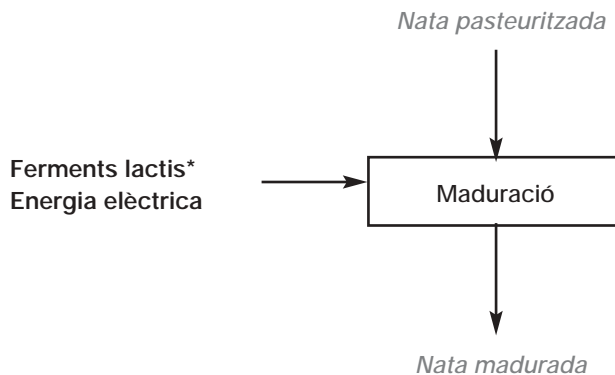 Nata pasteuritzada
Ferments lactis*
Energia elèctrica
Maduració
Nata madurada